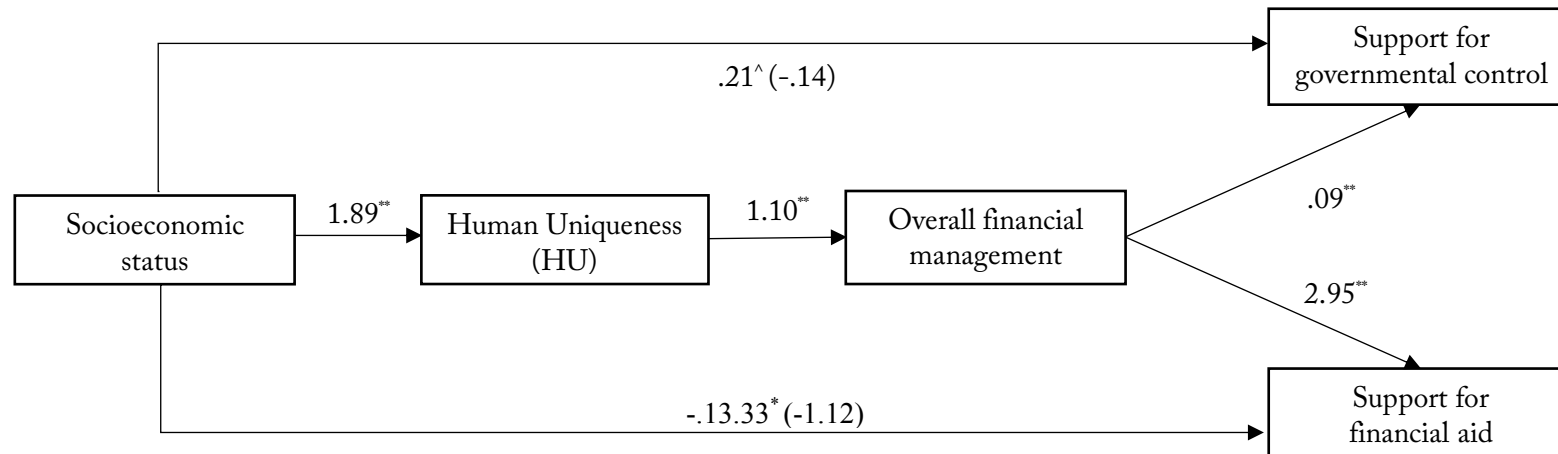 Support for
governmental control
.21^ (-.14)
.09**
Socioeconomic
status
1.89**
Human Uniqueness
(HU)
1.10**
Overall financial
management
2.95**
-.13.33* (-1.12)
Support for
financial aid